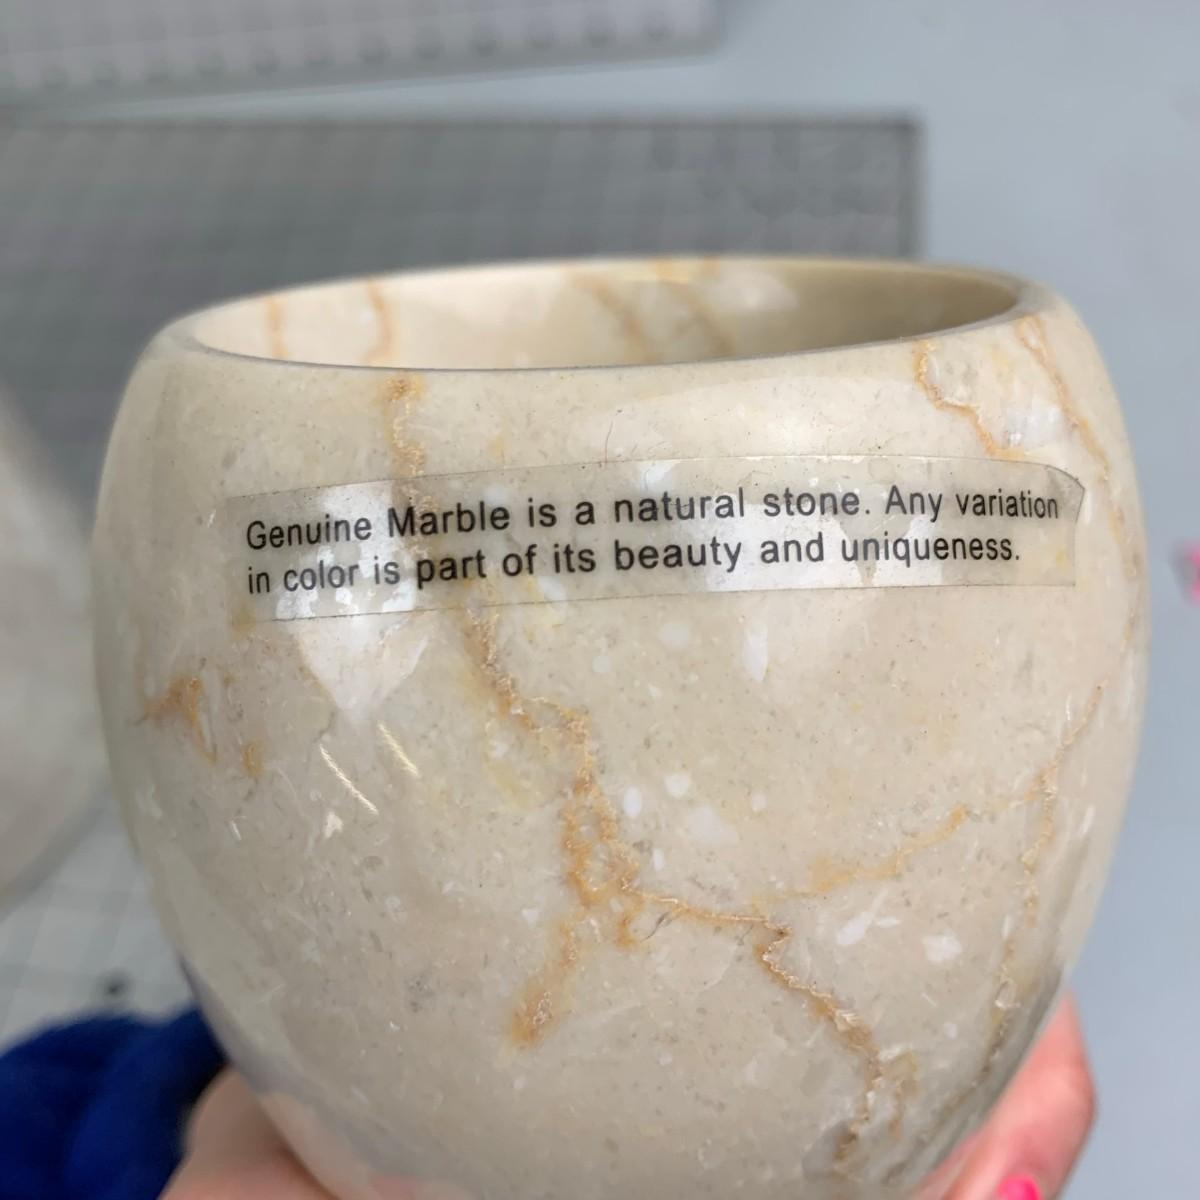 Genuine Marble is a natural stone. Any variation
in color is part of its beauty and uniqueness.